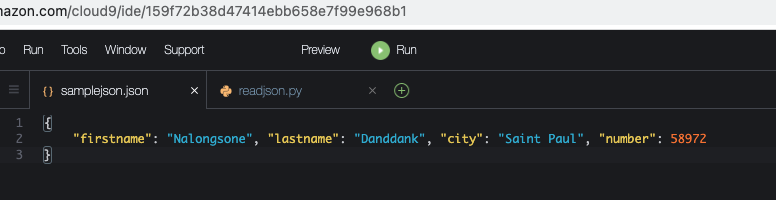 mazon.com/cloud9/ide/159f72b38d47414ebb658e7f99e968b1
o Run Tools Window Support Preview Run
{} samplejson.json × readjson.py ×
1 {
2 "firstname": "Nalongsone", "lastname": "Danddank", "city": "Saint Paul", "number": 58972
3 }